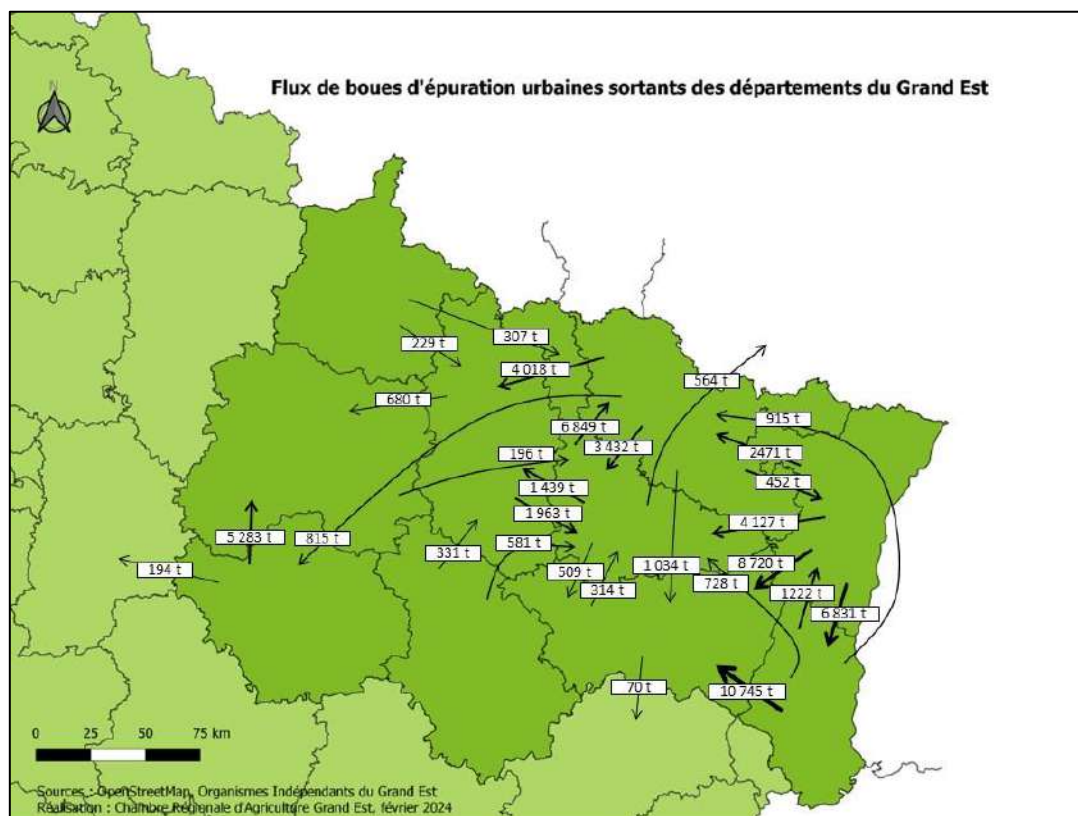 Flux de boues d'épuration urbaines sortants des départements du Grand Est
N
307 t
229 t
4 018 t
564 t
680 t
915 t
6 849 t
3 432 t
196 t
2471 t
452 t
1 439 t
1 963 t
4 127 t
5 283 t
815 t
581 t
331 t
8 720 t
194 t
509 t
1 034 t
728 t
314 t
1222 t
6 831 t
70 t
10 745 t
0 25 50 75 km
Sources : OpenStreetMap, Organismes Indépendants du Grand Est
Réalisation : Chambre Régionale d'Agriculture Grand Est, février 2024